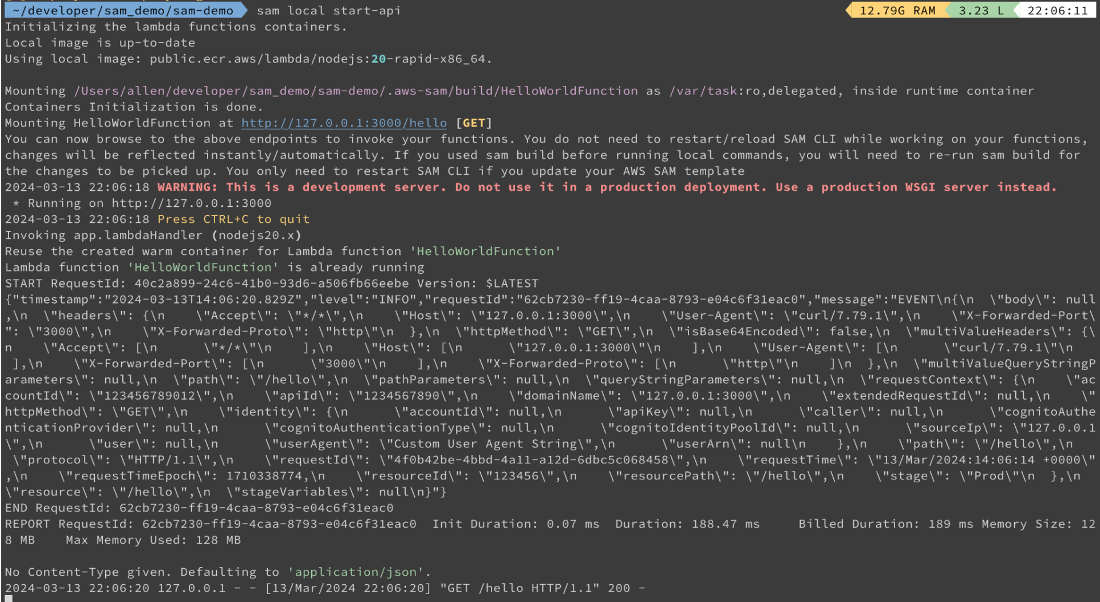 ~/developer/sam_demo/sam-demo  sam local start-api  12.79G RAM  3.23 L  22:06:11
Initializing the lambda functions containers.
Local image is up-to-date
Using local image: public.ecr.aws/lambda/nodejs:20-rapid-x86_64.

Mounting /Users/allen/developer/sam_demo/sam-demo/.aws-sam/build/HelloWorldFunction as /var/task:ro,delegated, inside runtime container
Containers Initialization is done.
Mounting HelloWorldFunction at http://127.0.0.1:3000/hello [GET]
You can now browse to the above endpoints to invoke your functions. You do not need to restart/reload SAM CLI while working on your functions,
changes will be reflected instantly/automatically. If you used sam build before running local commands, you will need to re-run sam build for
the changes to be picked up. You only need to restart SAM CLI if you update your AWS SAM template
2024-03-13 22:06:18 WARNING: This is a development server. Do not use it in a production deployment. Use a production WSGI server instead.
 * Running on http://127.0.0.1:3000
2024-03-13 22:06:18 Press CTRL+C to quit
Invoking app.lambdaHandler (nodejs20.x)
Reuse the created warm container for Lambda function 'HelloWorldFunction'
Lambda function 'HelloWorldFunction' is already running
START RequestId: 40c2a899-24c6-41b0-93d6-a506fb66eebe Version: $LATEST
{"timestamp":"2024-03-13T14:06:20.829Z","level":"INFO","requestId":"62cb7230-ff19-4caa-8793-e04c6f31eac0","message":"EVENT\n{\n  \"body\": null
,\n  \"headers\": {\n    \"Accept\": \"*/*\",\n    \"Host\": \"127.0.0.1:3000\",\n    \"User-Agent\": \"curl/7.79.1\",\n    \"X-Forwarded-Port\
": \"3000\",\n    \"X-Forwarded-Proto\": \"http\"\n  },\n  \"httpMethod\": \"GET\",\n  \"isBase64Encoded\": false,\n  \"multiValueHeaders\": {\
n    \"Accept\": [\n      \"*/*\"\n    ],\n    \"Host\": [\n      \"127.0.0.1:3000\"\n    ],\n    \"User-Agent\": [\n      \"curl/7.79.1\"\n   
 ],\n    \"X-Forwarded-Port\": [\n      \"3000\"\n    ],\n    \"X-Forwarded-Proto\": [\n      \"http\"\n    ]\n  },\n  \"multiValueQueryStringP
arameters\": null,\n  \"path\": \"/hello\",\n  \"pathParameters\": null,\n  \"queryStringParameters\": null,\n  \"requestContext\": {\n    \"ac
countId\": \"123456789012\",\n    \"apiId\": \"1234567890\",\n    \"domainName\": \"127.0.0.1:3000\",\n    \"extendedRequestId\": null,\n    \"
httpMethod\": \"GET\",\n    \"identity\": {\n      \"accountId\": null,\n      \"apiKey\": null,\n      \"caller\": null,\n      \"cognitoAuthe
nticationProvider\": null,\n      \"cognitoAuthenticationType\": null,\n      \"cognitoIdentityPoolId\": null,\n      \"sourceIp\": \"127.0.0.1
\",\n      \"user\": null,\n      \"userAgent\": \"Custom User Agent String\",\n      \"userArn\": null\n    },\n    \"path\": \"/hello\",\n   
 \"protocol\": \"HTTP/1.1\",\n    \"requestId\": \"4f0b42be-4bbd-4a11-a12d-6dbc5c068458\",\n    \"requestTime\": \"13/Mar/2024:14:06:14 +0000\"
,\n    \"requestTimeEpoch\": 1710338774,\n    \"resourceId\": \"123456\",\n    \"resourcePath\": \"/hello\",\n    \"stage\": \"Prod\"\n  },\n  
\"resource\": \"/hello\",\n  \"stageVariables\": null\n}"}
END RequestId: 62cb7230-ff19-4caa-8793-e04c6f31eac0
REPORT RequestId: 62cb7230-ff19-4caa-8793-e04c6f31eac0  Init Duration: 0.07 ms  Duration: 188.47 ms     Billed Duration: 189 ms Memory Size: 12
8 MB    Max Memory Used: 128 MB

No Content-Type given. Defaulting to 'application/json'.
2024-03-13 22:06:20 127.0.0.1 - - [13/Mar/2024 22:06:20] "GET /hello HTTP/1.1" 200 -